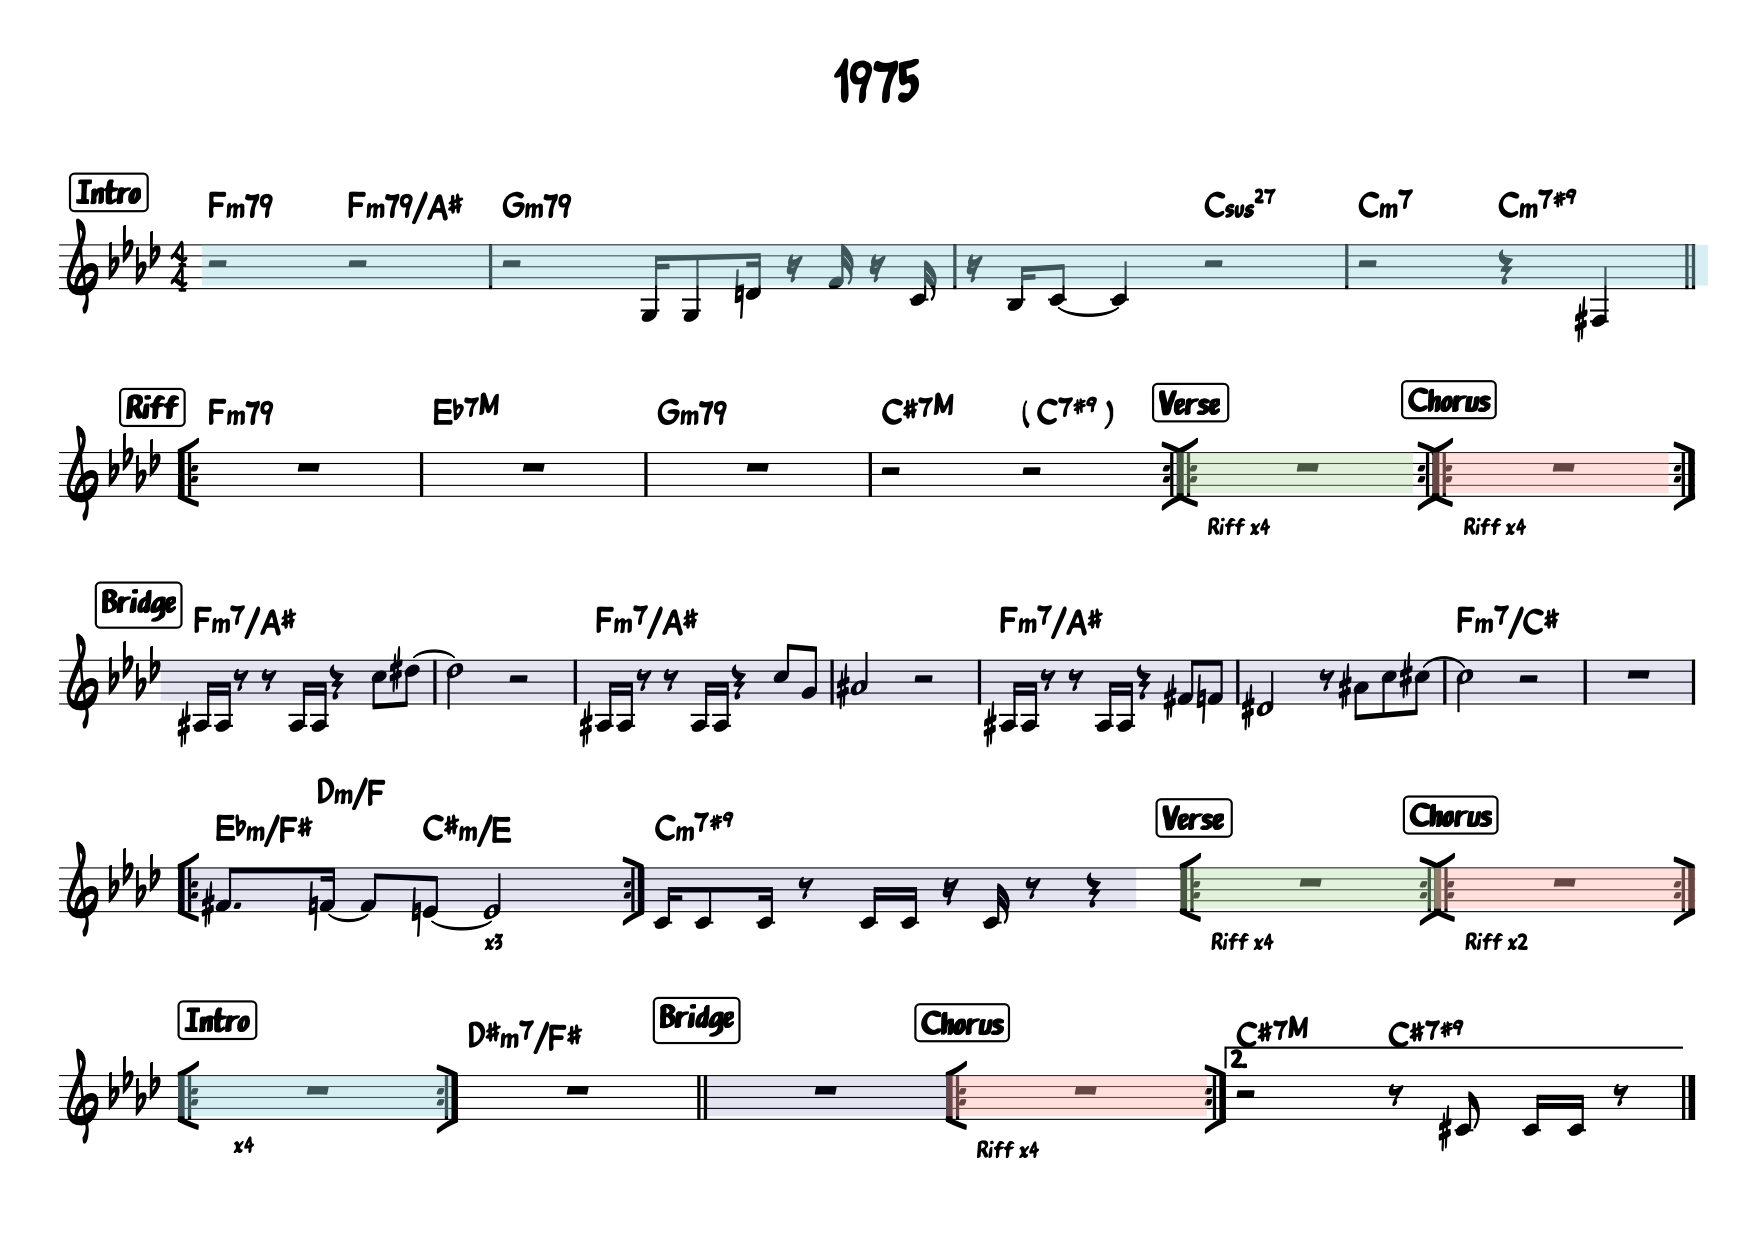 1975
Intro Fm79 Fm79/A# Gm79 Csus27 Cm7 Cm7#9
4
4
Riff Fm79 Eb7M Gm79 C#7M ( C7#9 ) Verse Chorus
Riff x4 Riff x4
Bridge Fm7/A# Fm7/A# Fm7/A# Fm7/C#
Dm/F
Ebm/F# C#m/E Cm7#9 Verse Chorus
x3 Riff x4 Riff x2
Intro D#m7/F# Bridge Chorus C#7M C#7#9
2
x4 Riff x4